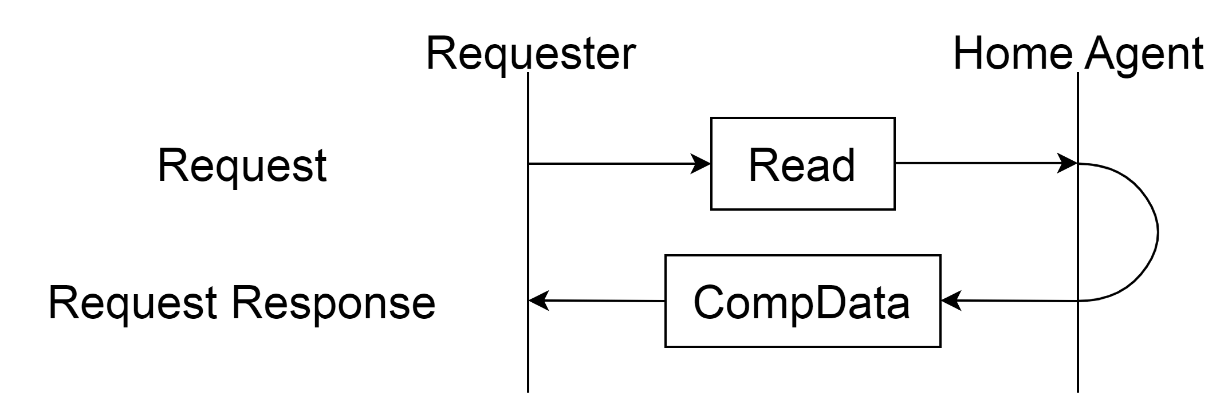 Requester
Home Agent
Request
Read
Request Response
CompData